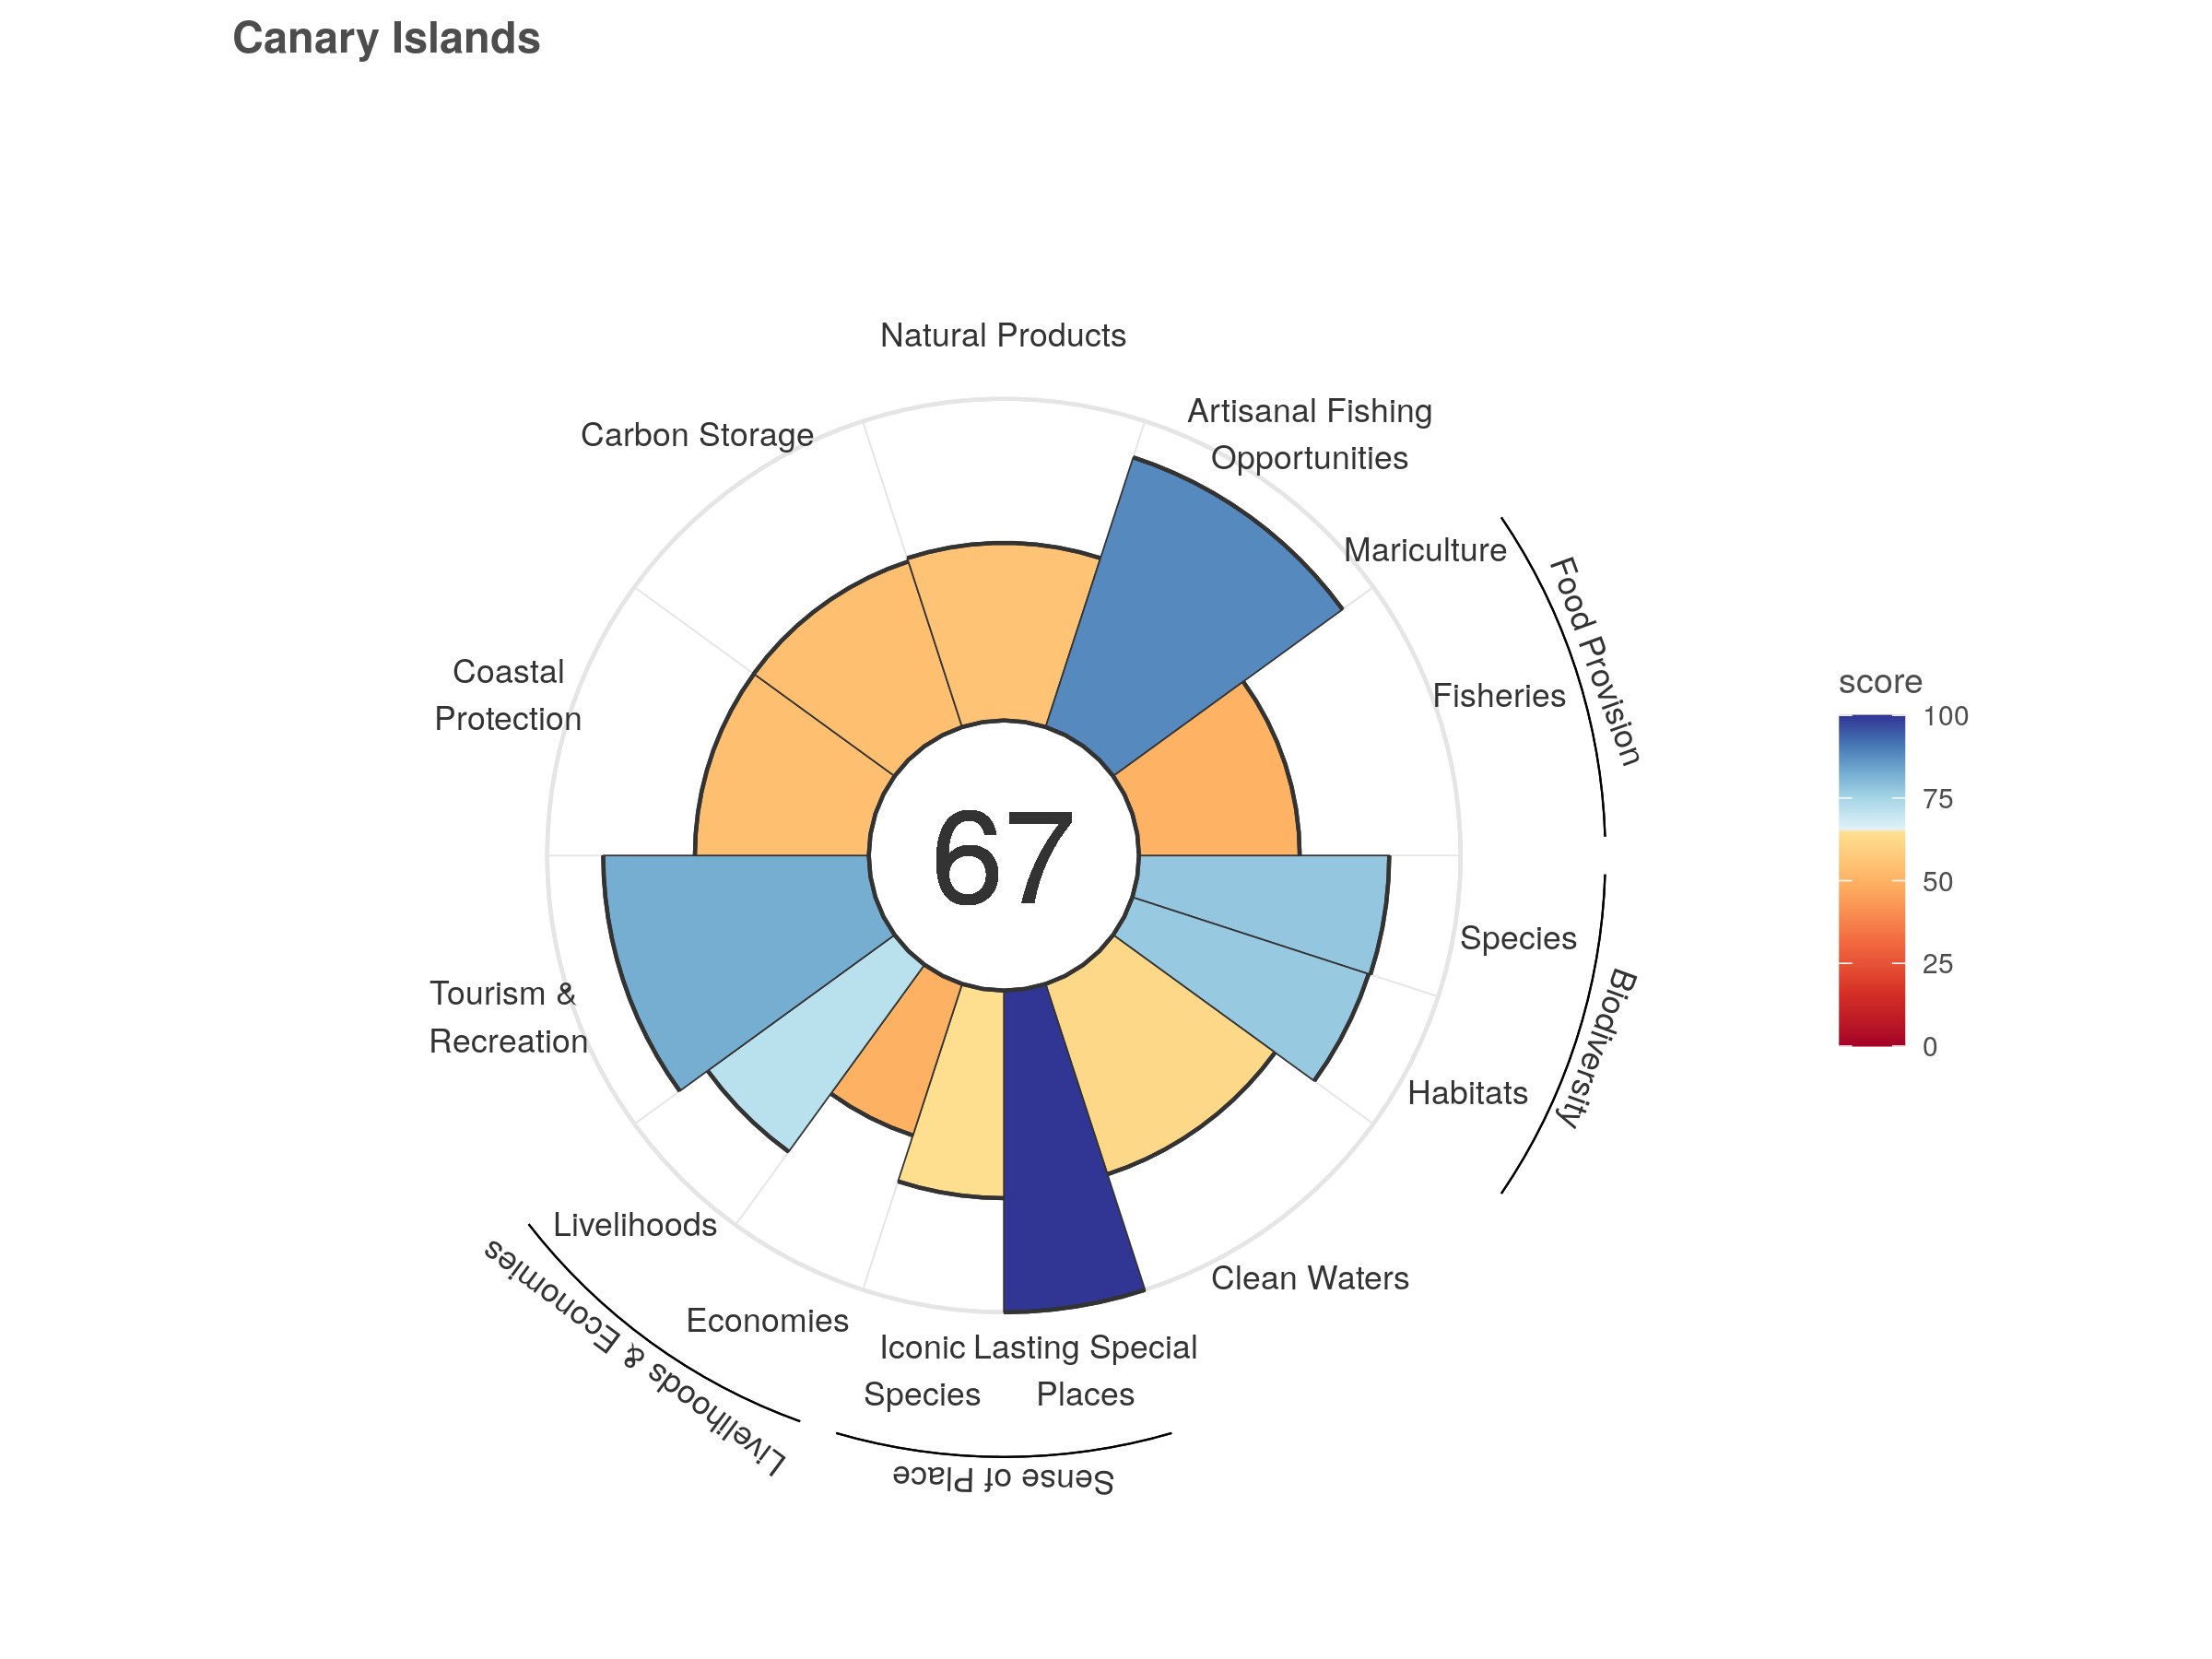 Canary Islands
Natural Products
Artisanal Fishing
Opportunities
Carbon Storage
Mariculture
Food Provision
Coastal
Protection
Fisheries
67
score
100
75
50
25
0
Species
Biodiversity
Tourism &
Recreation
Habitats
Livelihoods
Clean Waters
Economies
Livelihoods & Economies
Iconic
Species
Lasting Special
Places
Sense of Place